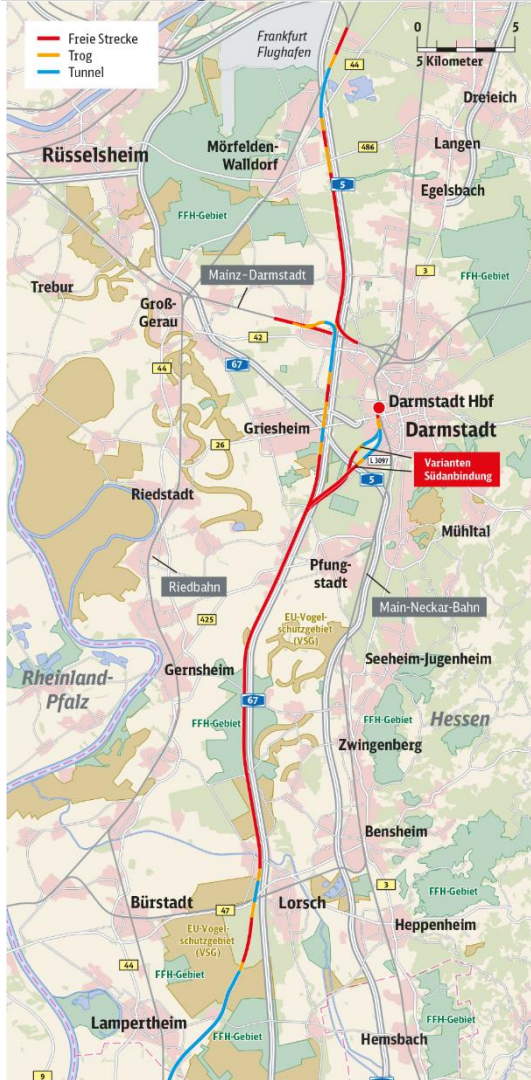 Freie Strecke
Trog
Tunnel
Frankfurt
Flughafen
0
5
5 Kilometer
44
Dreieich
Mörfelden-
Walldorf
486
Langen
Rüsselsheim
5
Egelsbach
FFH-Gebiet
3
FFH-Gebiet
Mainz-Darmstadt
Trebur
Groß-
Gerau
42
67
44
Darmstadt Hbf
Griesheim
Darmstadt
26
L 3097
Varianten
Südanbindung
5
Riedstadt
Mühltal
Pfung-
stadt
Riedbahn
Main-Neckar-Bahn
425
EU-Vogel-
schutzgebiet
(VSG)
Seeheim-Jugenheim
Gernsheim
Rheinland-
Pfalz
67
FFH-Gebiet
FFH-Gebiet
Hessen
Zwingenberg
Bensheim
3
FFH-Gebiet
Bürstadt
47
Lorsch
Heppenheim
EU-Vogel-
schutzgebiet
(VSG)
44
FFH-Gebiet
Lampertheim
FFH-Gebiet
FFH-Gebiet
Hemsbach
9